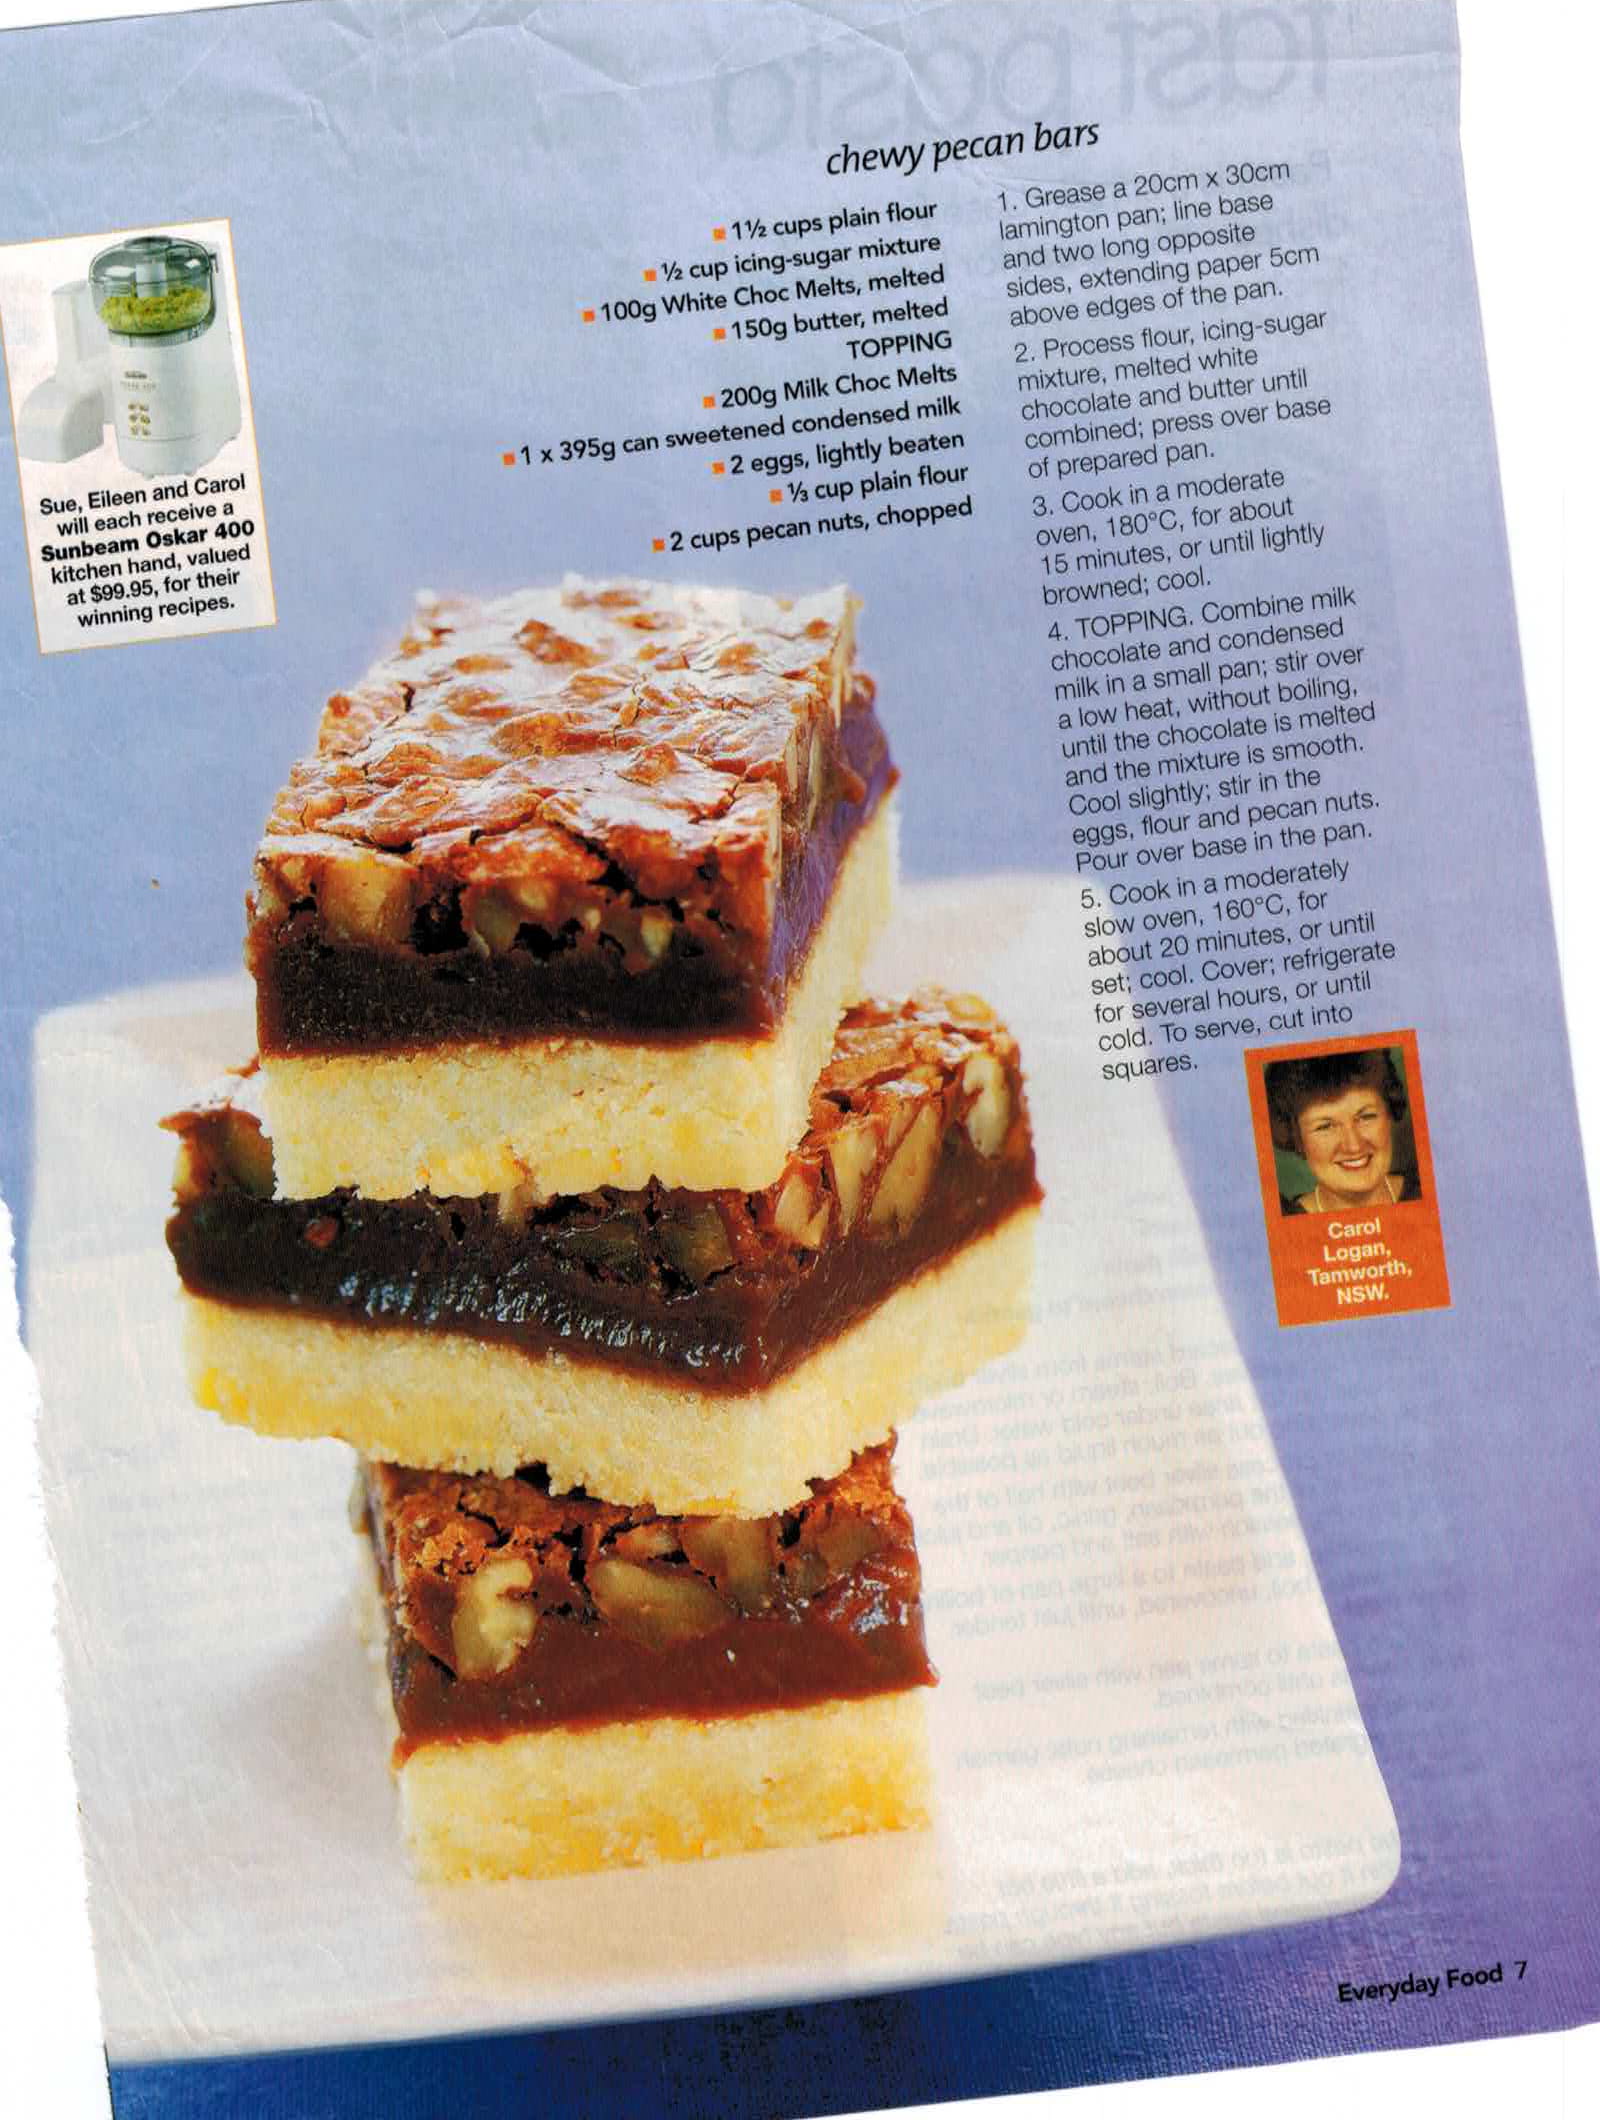 chewy pecan bars
1½ cups plain flour
½ cup icing-sugar mixture
100g White Choc Melts, melted
150g butter, melted
TOPPING
200g Milk Choc Melts
1 x 395g can sweetened condensed milk
2 eggs, lightly beaten
⅓ cup plain flour
2 cups pecan nuts, chopped
1. Grease a 20cm x 30cm
lamington pan; line base
and two long opposite
sides, extending paper 5cm
above edges of the pan.
2. Process flour, icing-sugar
mixture, melted white
chocolate and butter until
combined; press over base
of prepared pan.
3. Cook in a moderate
oven, 180°C, for about
15 minutes, or until lightly
browned; cool.
4. TOPPING. Combine milk
chocolate and condensed
milk in a small pan; stir over
a low heat, without boiling,
until the chocolate is melted
and the mixture is smooth.
Cool slightly; stir in the
eggs, flour and pecan nuts.
Pour over base in the pan.
5. Cook in a moderately
slow oven, 160°C, for
about 20 minutes, or until
set; cool. Cover; refrigerate
for several hours, or until
cold. To serve, cut into
squares.
Sue, Eileen and Carol
will each receive a
Sunbeam Oskar 400
kitchen hand, valued
at $99.95, for their
winning recipes.
Carol
Logan,
Tamworth,
NSW.
Everyday Food 7